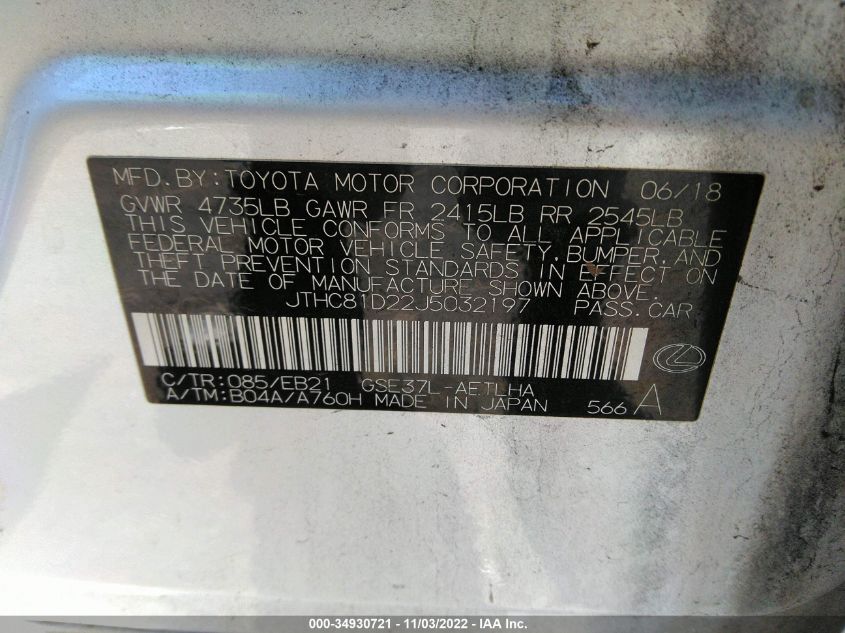 MFD.BY:TOYOTA MOTOR CORPORATION 06/18
GVWR 4735LB GAWR FR 2415LB RR 2545LB
THIS VEHICLE CONFORMS TO ALL APPLICABLE
FEDERAL MOTOR VEHICLE SAFETY,BUMPER,AND
THEFT PREVENTION STANDARDS IN EFFECT ON
THE DATE OF MANUFACTURE SHOWN ABOVE.
JTHC81D22J5032197 PASS.CAR
C/TR:085/EB21 GSE37L-AETLHA
A/TM:B04A/A760H MADE IN JAPAN 566 A
000-34930721 - 11/03/2022 - IAA Inc.